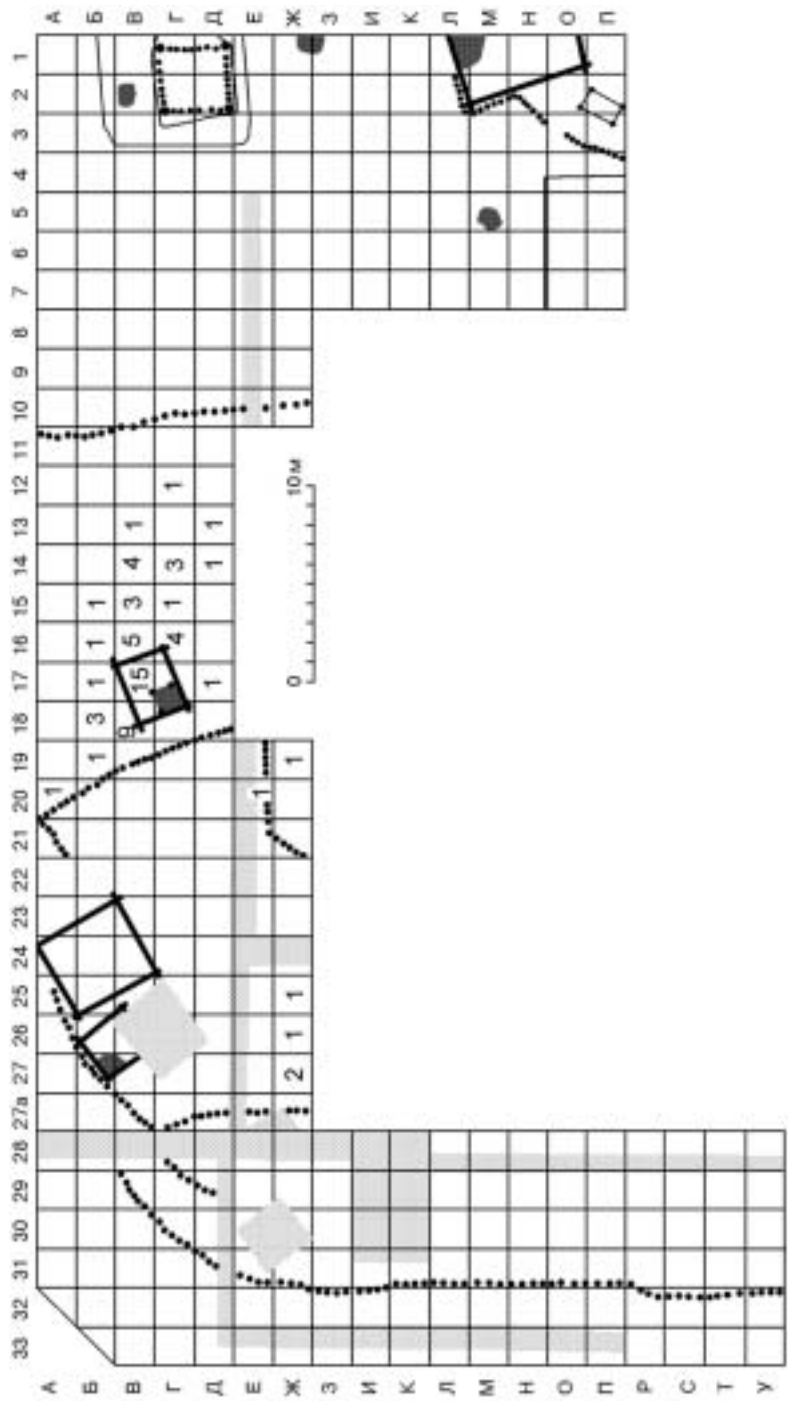 А Б В Г Д Е Ж З И К Л М Н О П
1
2
3
4
5
6
7
8
9
10
11
12 1
13 1 1
14 4 3 1
15 1 3 1
16 1 5 4
17 1 15 1
18 3 9
19 1 1
20 1 1
21
22
23
24
25 1
26 1
27 2
27а
28
29
30
31
32
33
0 10 м
А Б В Г Д Е Ж З И К Л М Н О П Р С Т У